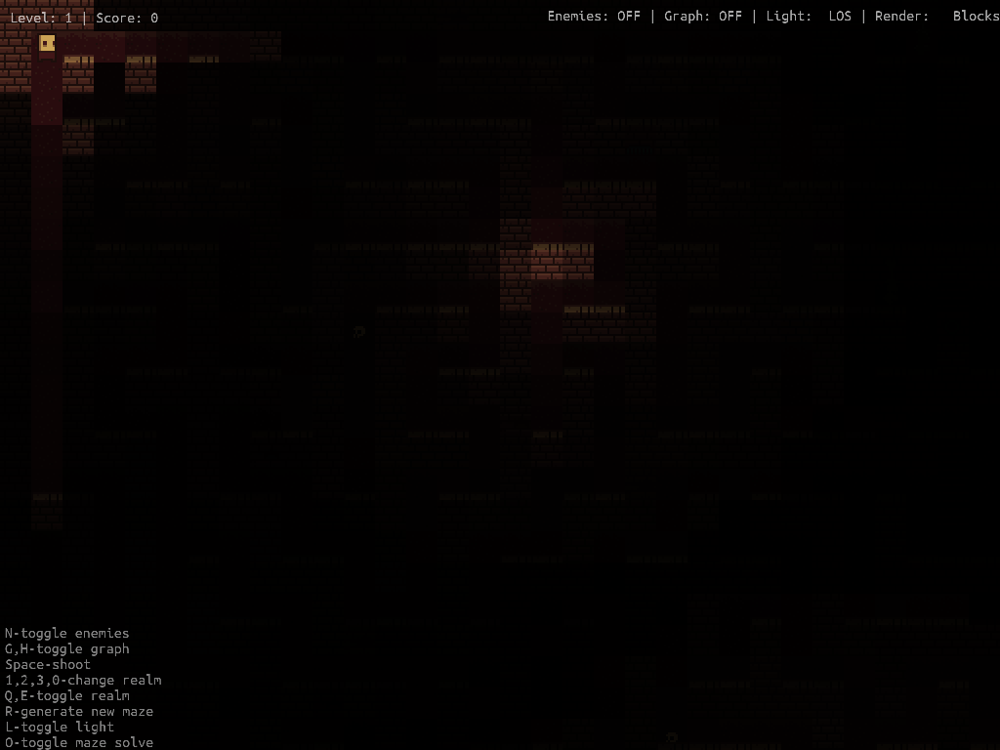 Level: 1 | Score: 0
Enemies: OFF | Graph: OFF | Light:  LOS | Render:   Blocks
N-toggle enemies
G,H-toggle graph
Space-shoot
1,2,3,0-change realm
Q,E-toggle realm
R-generate new maze
L-toggle light
O-toggle maze solve